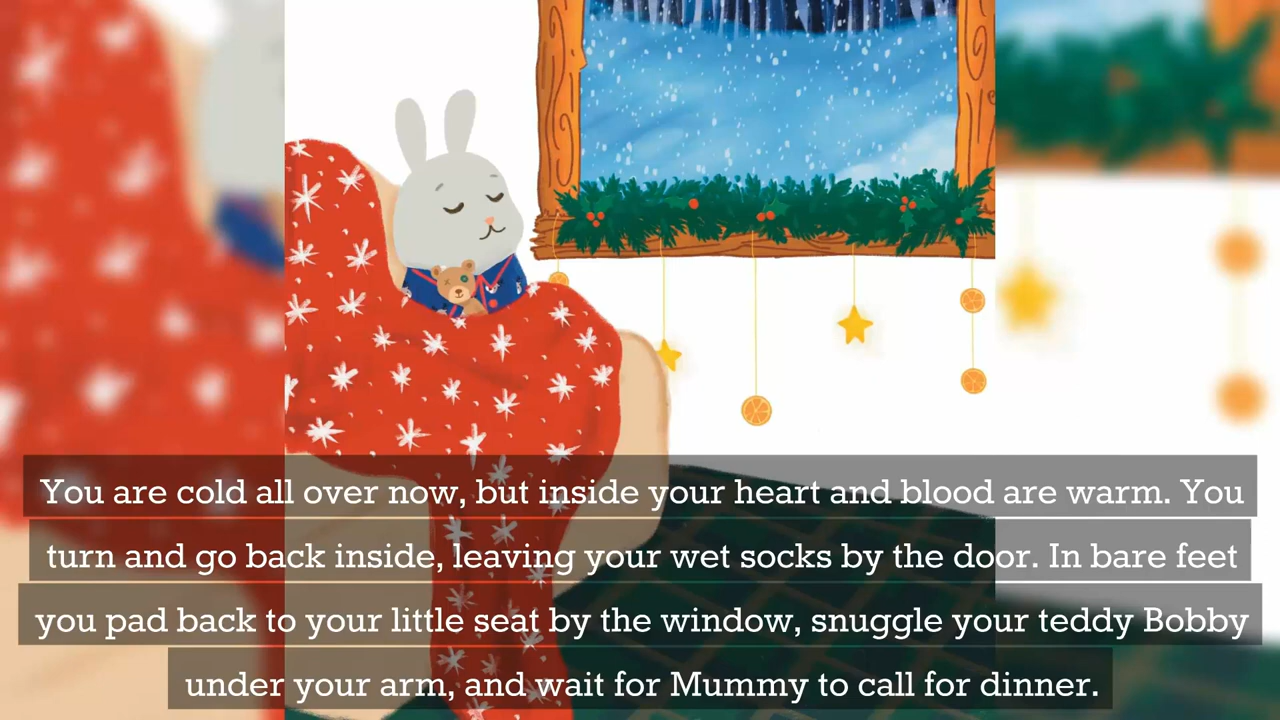 You are cold all over now, but inside your heart and blood are warm. You
turn and go back inside, leaving your wet socks by the door. In bare feet
you pad back to your little seat by the window, snuggle your teddy Bobby
under your arm, and wait for Mummy to call for dinner.